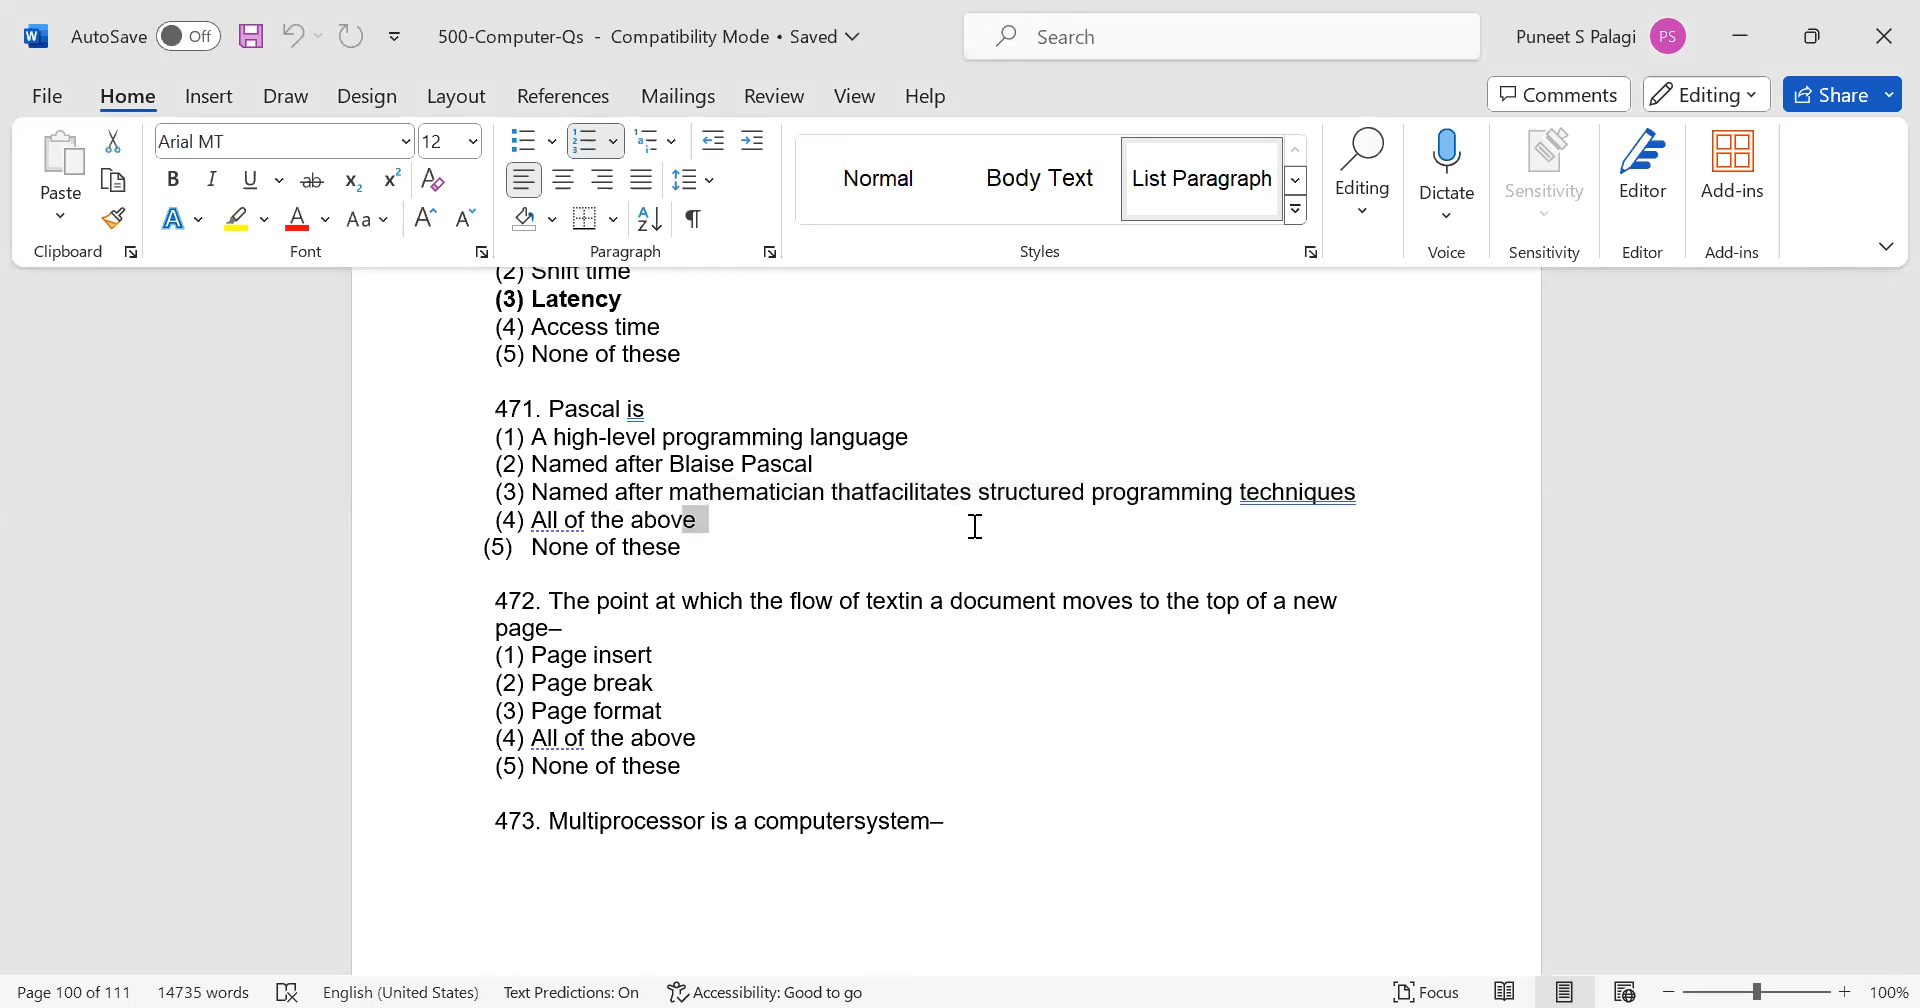 AutoSave Off 500-Computer-Qs - Compatibility Mode • Saved Search Puneet S Palagi PS
File Home Insert Draw Design Layout References Mailings Review View Help Comments Editing Share
Paste Arial MT 12 Normal Body Text List Paragraph Editing Dictate Sensitivity Editor Add-ins
Clipboard Font Paragraph Styles Voice Sensitivity Editor Add-ins
(2) Shift time
(3) Latency
(4) Access time
(5) None of these
471. Pascal is
(1) A high-level programming language
(2) Named after Blaise Pascal
(3) Named after mathematician thatfacilitates structured programming techniques
(4) All of the above
(5) None of these
472. The point at which the flow of textin a document moves to the top of a new
page–
(1) Page insert
(2) Page break
(3) Page format
(4) All of the above
(5) None of these
473. Multiprocessor is a computersystem–
Page 100 of 111 14735 words English (United States) Text Predictions: On Accessibility: Good to go Focus 100%